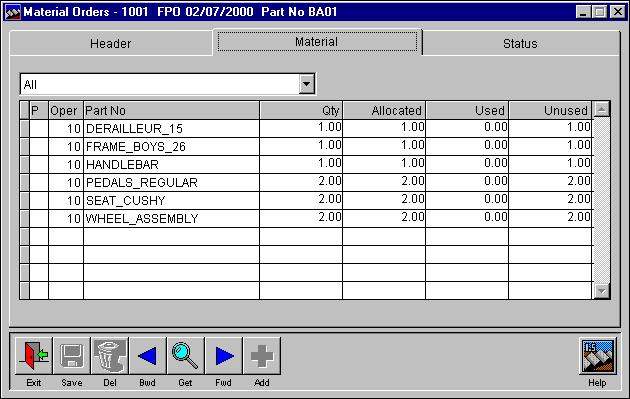 Material Orders - 1001 FPO 02/07/2000 Part No BA01
Header Material Status
All
P Oper Part No Qty Allocated Used Unused
10 DERAILLEUR_15 1.00 1.00 0.00 1.00
10 FRAME_BOYS_26 1.00 1.00 0.00 1.00
10 HANDLEBAR 1.00 1.00 0.00 1.00
10 PEDALS_REGULAR 2.00 2.00 0.00 2.00
10 SEAT_CUSHY 2.00 2.00 0.00 2.00
10 WHEEL_ASSEMBLY 2.00 2.00 0.00 2.00
Exit Save Del Bwd Get Fwd Add Help